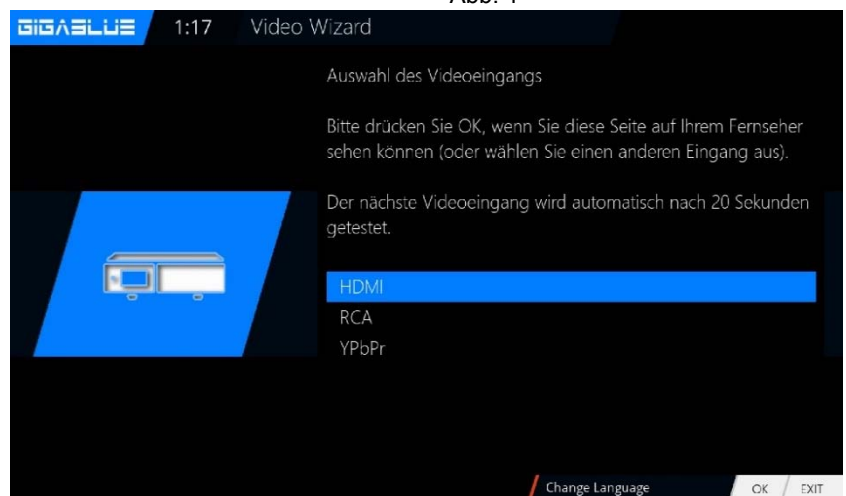 GIGABLUE 1:17 Video Wizard
Auswahl des Videoeingangs
Bitte drücken Sie OK, wenn Sie diese Seite auf Ihrem Fernseher
sehen können (oder wählen Sie einen anderen Eingang aus).
Der nächste Videoeingang wird automatisch nach 20 Sekunden
getestet.
HDMI
RCA
YPbPr
Change Language OK EXIT